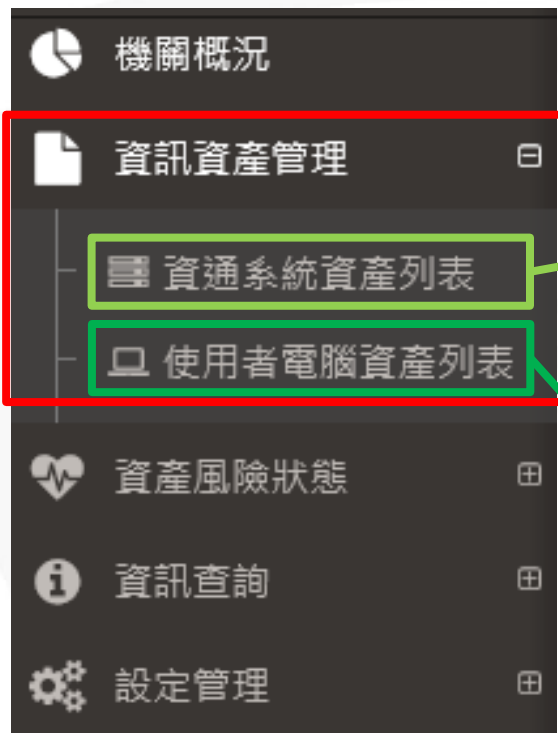 機關概況
資訊資產管理
資通系統資產列表
使用者電腦資產列表
資產風險狀態
資訊查詢
設定管理